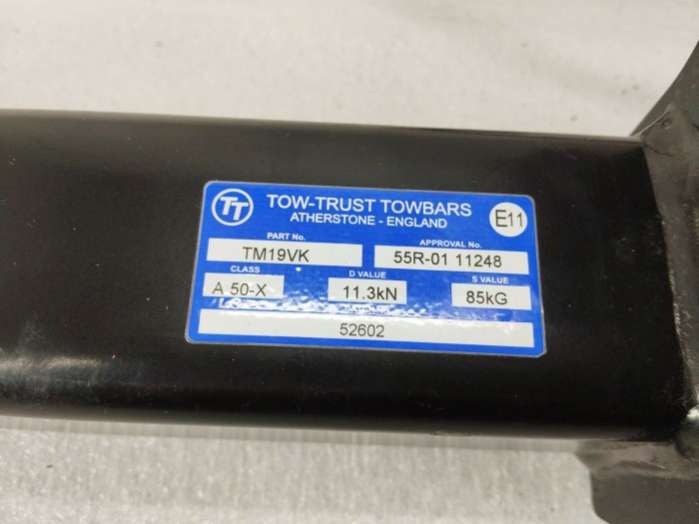 TT TOW-TRUST TOWBARS
ATHERSTONE - ENGLAND
E11
PART No. APPROVAL No.
TM19VK 55R-01 11248
CLASS D VALUE S VALUE
A 50-X 11.3kN 85kG
52602